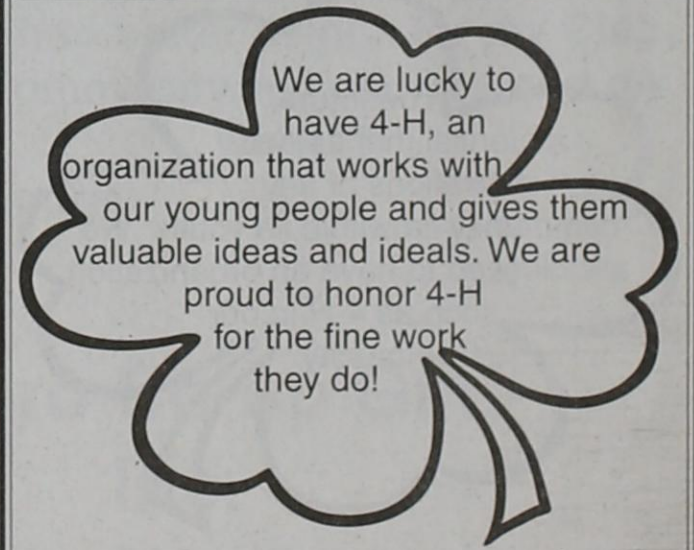 We are lucky to
have 4-H, an
organization that works with
our young people and gives them
valuable ideas and ideals. We are
proud to honor 4-H
for the fine work
they do!